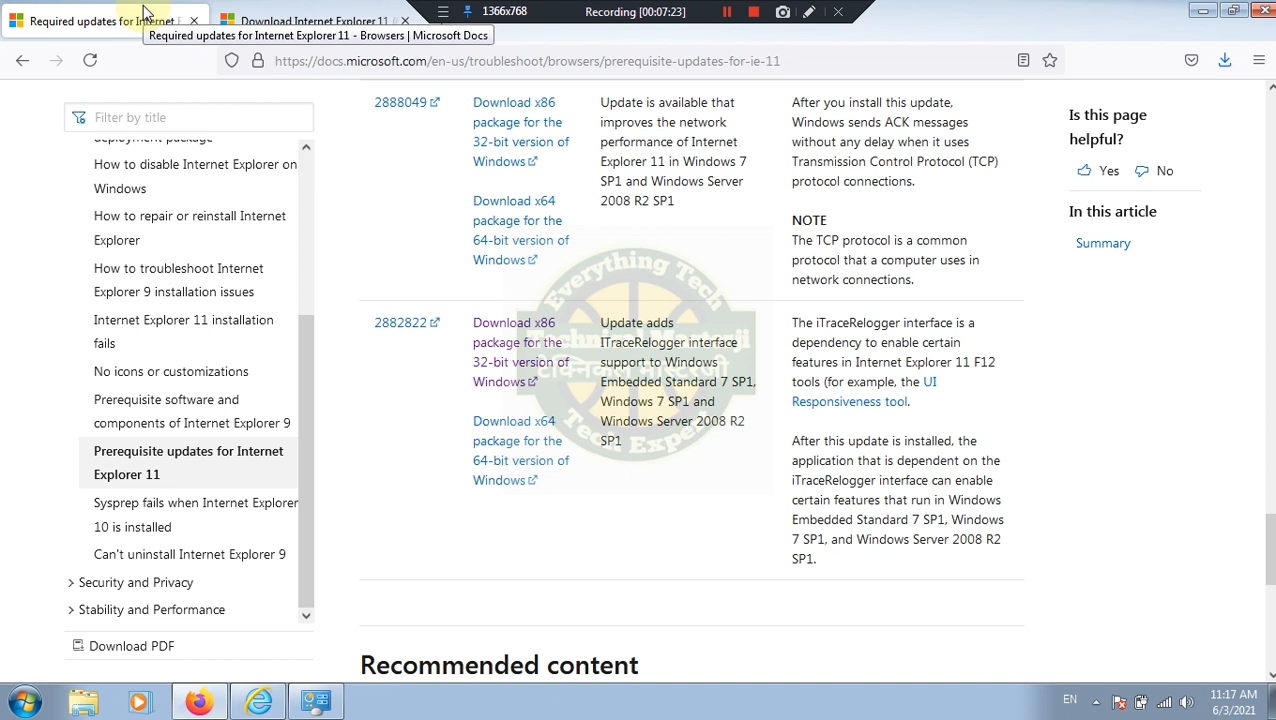 Required updates for Internet E
Download Internet Explorer 11 (
1366x768
Recording [00:07:23]
Required updates for Internet Explorer 11 - Browsers | Microsoft Docs
https://docs.microsoft.com/en-us/troubleshoot/browsers/prerequisite-updates-for-ie-11
Filter by title
deployment package
How to disable Internet Explorer on
Windows
How to repair or reinstall Internet
Explorer
How to troubleshoot Internet
Explorer 9 installation issues
Internet Explorer 11 installation
fails
No icons or customizations
Prerequisite software and
components of Internet Explorer 9
Prerequisite updates for Internet
Explorer 11
Sysprep fails when Internet Explorer
10 is installed
Can't uninstall Internet Explorer 9
Security and Privacy
Stability and Performance
Download PDF
2888049
Download x86
package for the
32-bit version of
Windows
Download x64
package for the
64-bit version of
Windows
Update is available that
improves the network
performance of Internet
Explorer 11 in Windows 7
SP1 and Windows Server
2008 R2 SP1
After you install this update,
Windows sends ACK messages
without any delay when it uses
Transmission Control Protocol (TCP)
protocol connections.
NOTE
The TCP protocol is a common
protocol that a computer uses in
network connections.
2882822
Download x86
package for the
32-bit version of
Windows
Download x64
package for the
64-bit version of
Windows
Update adds
ITraceRelogger interface
support to Windows
Embedded Standard 7 SP1,
Windows 7 SP1 and
Windows Server 2008 R2
SP1
The iTraceRelogger interface is a
dependency to enable certain
features in Internet Explorer 11 F12
tools (for example, the UI
Responsiveness tool.
After this update is installed, the
application that is dependent on the
iTraceRelogger interface can enable
certain features that run in Windows
Embedded Standard 7 SP1, Windows
7 SP1, and Windows Server 2008 R2
SP1.
Everything Tech
Technical Masterji
टेक्निकल मास्टरजी
Tech Expert
Recommended content
Is this page
helpful?
Yes
No
In this article
Summary
EN
11:17 AM
6/3/2021